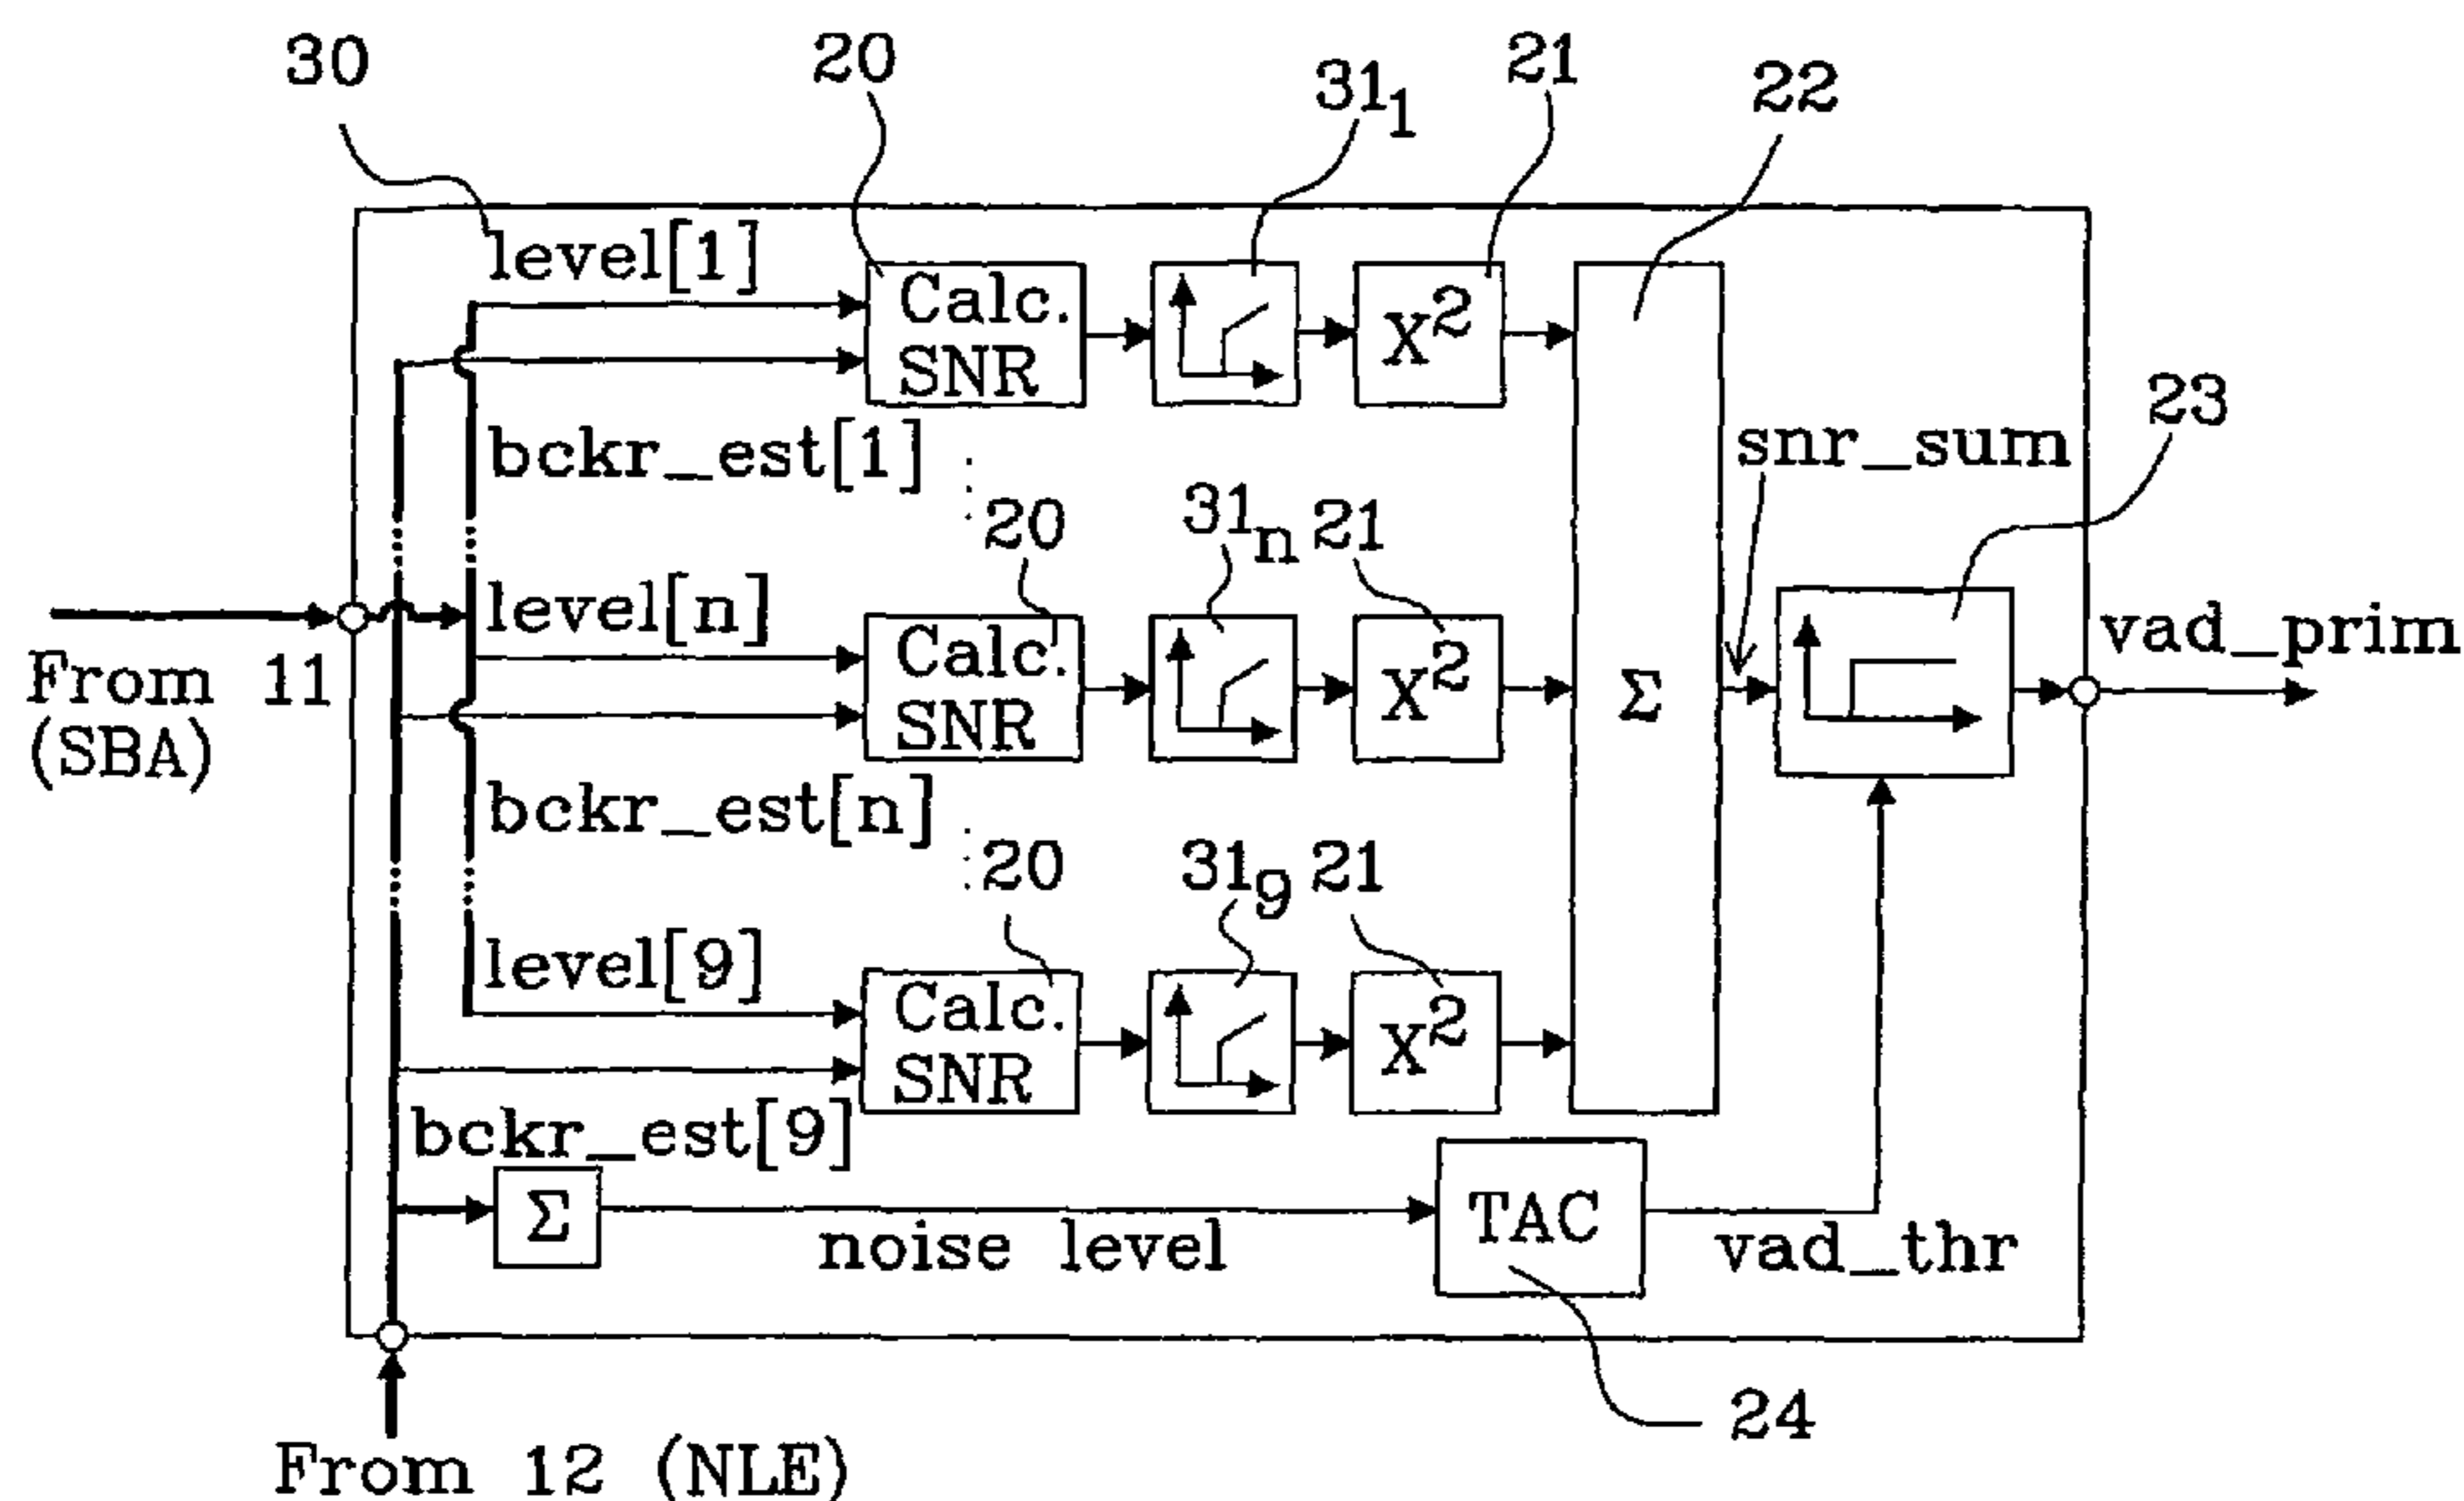 30
20
31₁
21
22
level[1]
Calc.
SNR
X²
bckr_est[1]
snr_sum
23
20
31ₙ
21
level[n]
Calc.
SNR
X²
Σ
vad_prim
From 11
(SBA)
bckr_est[n]
20
31₉
21
level[9]
Calc.
SNR
X²
bckr_est[9]
Σ
noise level
TAC
vad_thr
24
From 12 (NLE)